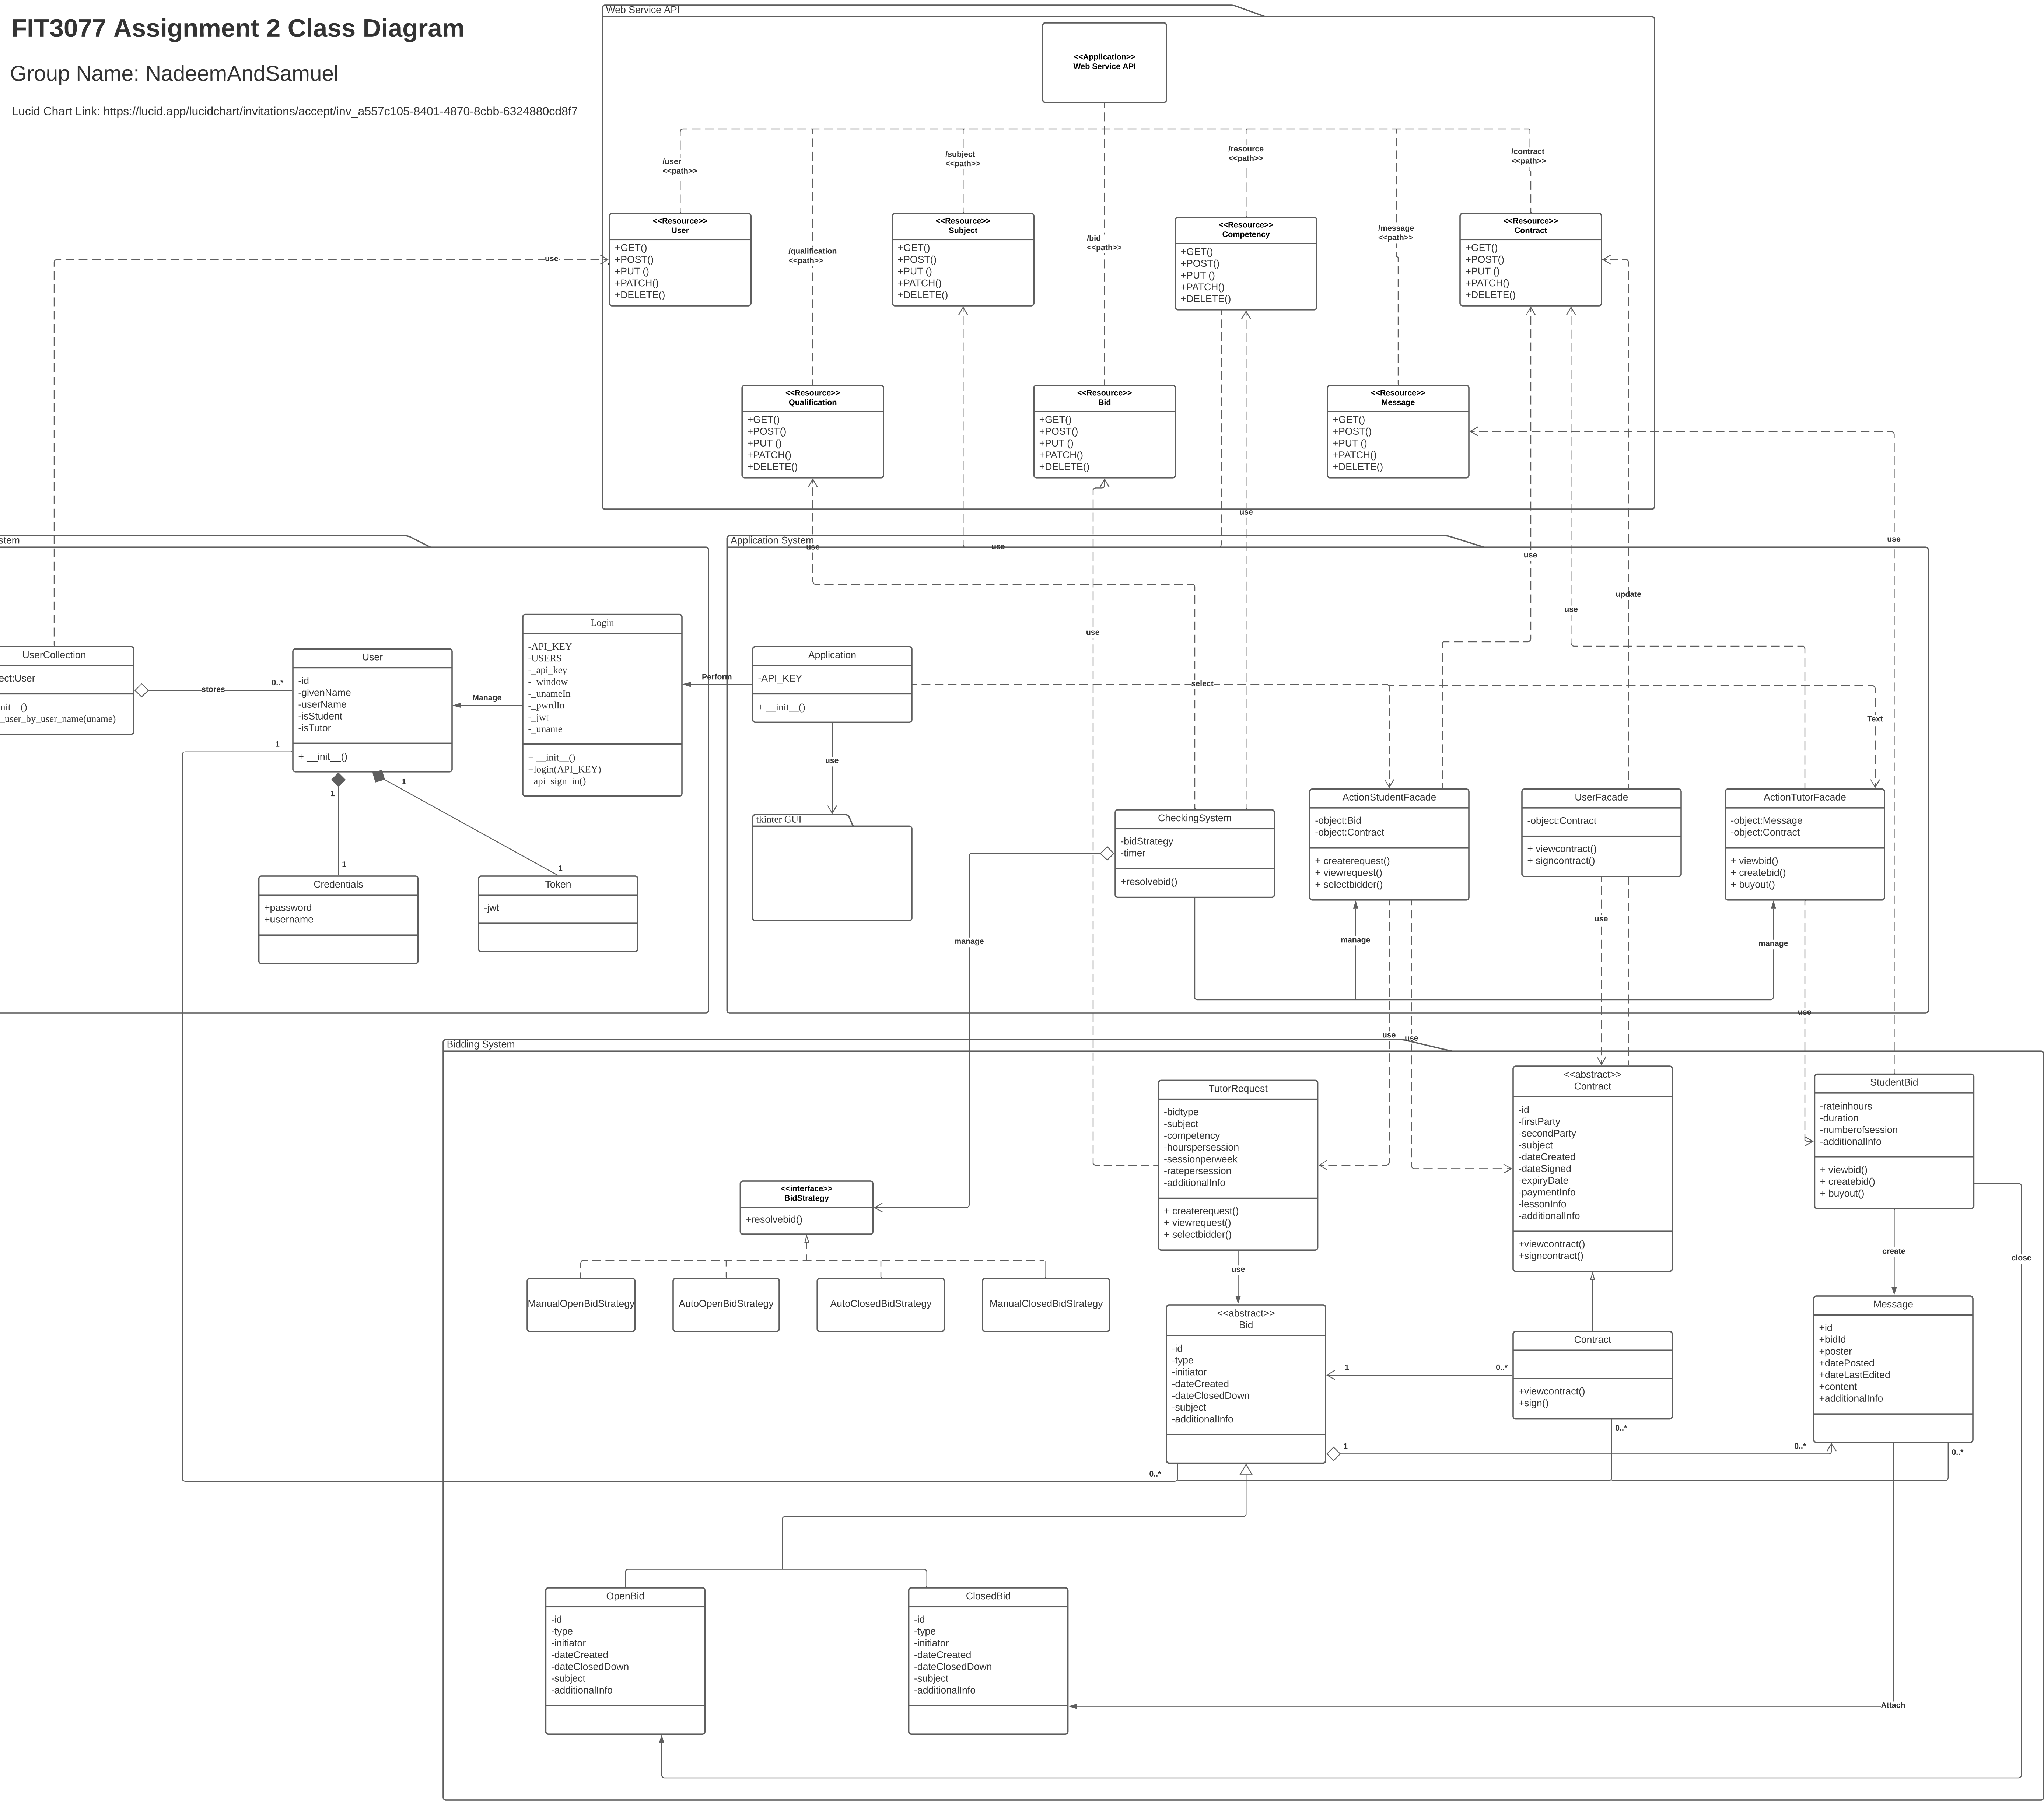 FIT3077 Assignment 2 Class Diagram
Group Name: NadeemAndSamuel
Lucid Chart Link: https://lucid.app/lucidchart/invitations/accept/inv_a557c105-8401-4870-8cbb-6324880cd8f7
Web Service API
<<Application>>
Web Service API
/user
<<path>>
/qualification
<<path>>
/subject
<<path>>
/bid
<<path>>
/resource
<<path>>
/message
<<path>>
/contract
<<path>>
<<Resource>>
User
+GET()
+POST()
+PUT ()
+PATCH()
+DELETE()
<<Resource>>
Subject
+GET()
+POST()
+PUT ()
+PATCH()
+DELETE()
<<Resource>>
Competency
+GET()
+POST()
+PUT ()
+PATCH()
+DELETE()
<<Resource>>
Contract
+GET()
+POST()
+PUT ()
+PATCH()
+DELETE()
<<Resource>>
Qualification
+GET()
+POST()
+PUT ()
+PATCH()
+DELETE()
<<Resource>>
Bid
+GET()
+POST()
+PUT ()
+PATCH()
+DELETE()
<<Resource>>
Message
+GET()
+POST()
+PUT ()
+PATCH()
+DELETE()
use
use
use
use
use
use
use
update
use
stem
UserCollection
ect:User
nit__()
_user_by_user_name(uname)
stores
0..*
1
User
-id
-givenName
-userName
-isStudent
-isTutor
+ __init__()
Manage
Login
-API_KEY
-USERS
-_api_key
-_window
-_unameIn
-_pwrdIn
-_jwt
-_uname
+ __init__()
+login(API_KEY)
+api_sign_in()
1
1
1
1
Credentials
+password
+username
Token
-jwt
Application System
Perform
Application
-API_KEY
+ __init__()
select
Text
use
tkinter GUI
CheckingSystem
-bidStrategy
-timer
+resolvebid()
ActionStudentFacade
-object:Bid
-object:Contract
+ createrequest()
+ viewrequest()
+ selectbidder()
UserFacade
-object:Contract
+ viewcontract()
+ signcontract()
ActionTutorFacade
-object:Message
-object:Contract
+ viewbid()
+ createbid()
+ buyout()
manage
manage
manage
use
use
use
use
Bidding System
TutorRequest
-bidtype
-subject
-competency
-hourspersession
-sessionperweek
-ratepersession
-additionalInfo
+ createrequest()
+ viewrequest()
+ selectbidder()
<<abstract>>
Contract
-id
-firstParty
-secondParty
-subject
-dateCreated
-dateSigned
-expiryDate
-paymentInfo
-lessonInfo
-additionalInfo
+viewcontract()
+signcontract()
StudentBid
-rateinhours
-duration
-numberofsession
-additionalInfo
+ viewbid()
+ createbid()
+ buyout()
<<interface>>
BidStrategy
+resolvebid()
ManualOpenBidStrategy
AutoOpenBidStrategy
AutoClosedBidStrategy
ManualClosedBidStrategy
use
create
close
<<abstract>>
Bid
-id
-type
-initiator
-dateCreated
-dateClosedDown
-subject
-additionalInfo
1
0..*
Contract
+viewcontract()
+sign()
Message
+id
+bidId
+poster
+datePosted
+dateLastEdited
+content
+additionalInfo
0..*
1
0..*
0..*
0..*
OpenBid
-id
-type
-initiator
-dateCreated
-dateClosedDown
-subject
-additionalInfo
ClosedBid
-id
-type
-initiator
-dateCreated
-dateClosedDown
-subject
-additionalInfo
Attach